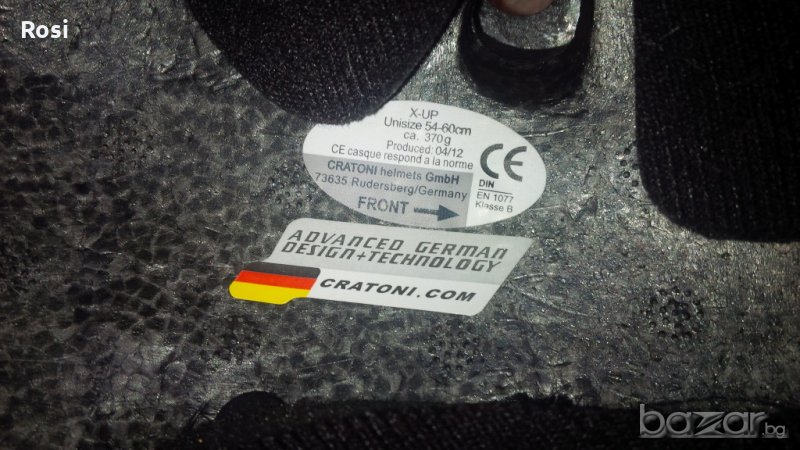 Rosi
X-UP
Unisize 54-60cm
ca. 370g
Produced: 04/12
CE casque respond a la norme
CRATONI helmets GmbH
73635 Rudersberg/Germany
FRONT
CE
DIN
EN 1077
Klasse B
ADVANCED GERMAN
DESIGN+TECHNOLOGY
CRATONI.COM
bazar.bg